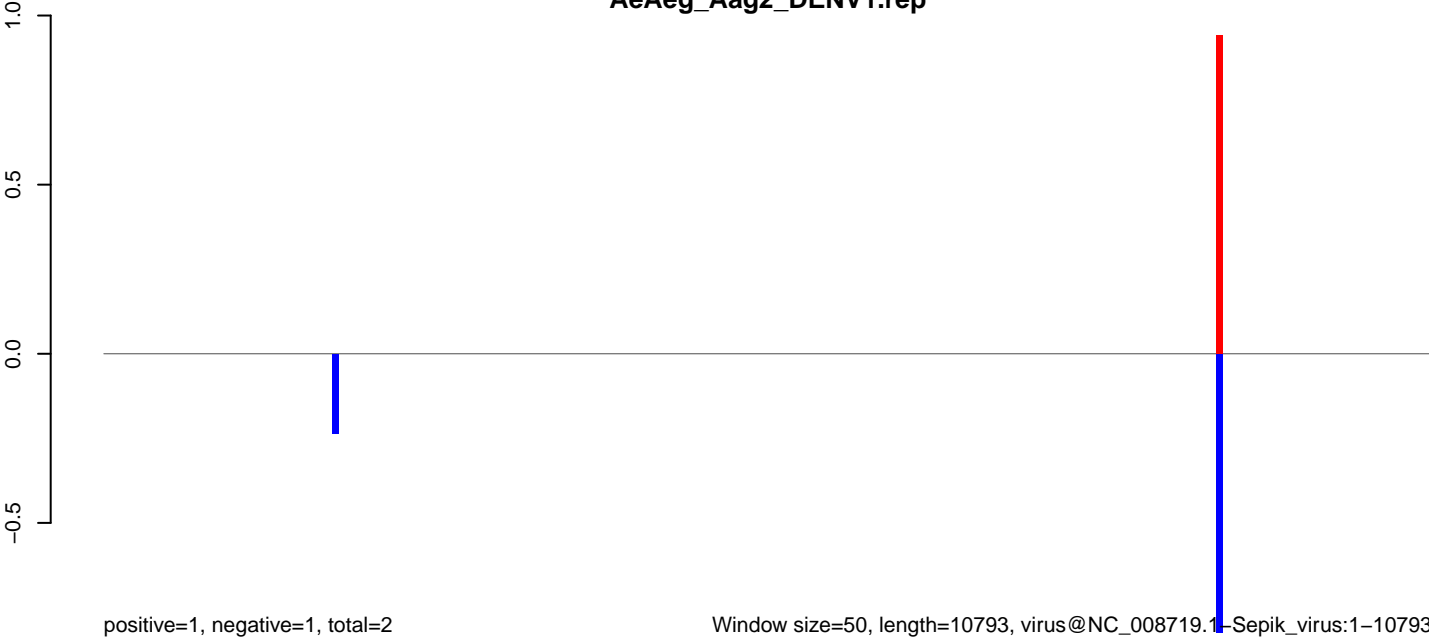 AeAeg_Aag2_DENV1.rep
1.0
0.5
0.0
−0.5
positive=1, negative=1, total=2
Window size=50, length=10793, virus@NC_008719.1−Sepik_virus:1−10793